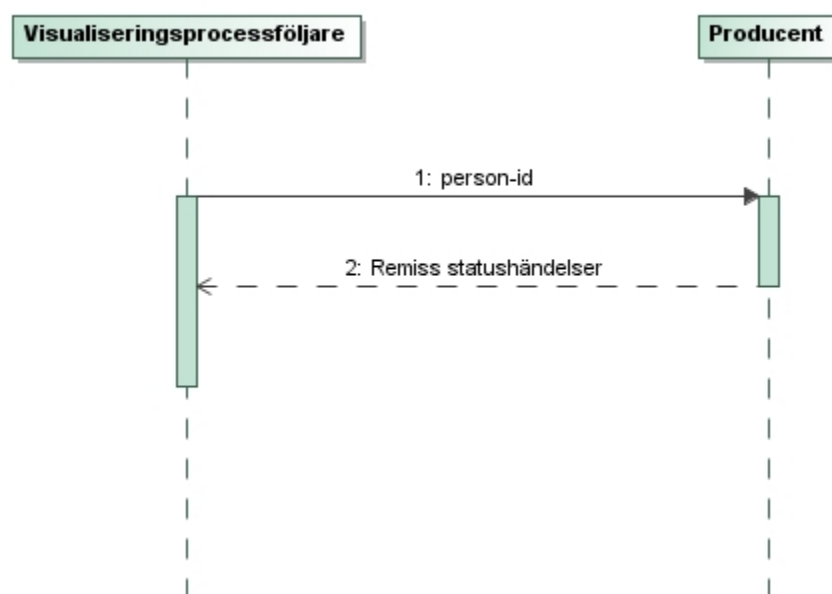 Visualiseringsprocessföljare
Producent
1: person-id
2: Remiss statushändelser